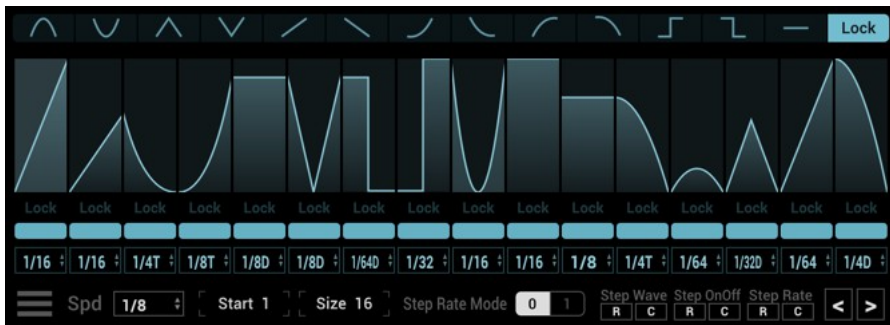 Lock
Lock Lock Lock Lock Lock Lock Lock Lock Lock Lock Lock Lock Lock Lock Lock Lock
1/16 1/16 1/4T 1/8T 1/8D 1/8D 1/64D 1/32 1/16 1/16 1/8 1/4T 1/64 1/32D 1/64 1/4D
Spd 1/8 Start 1 Size 16 Step Rate Mode 0 1 Step Wave Step OnOff Step Rate < >
R C R C R C